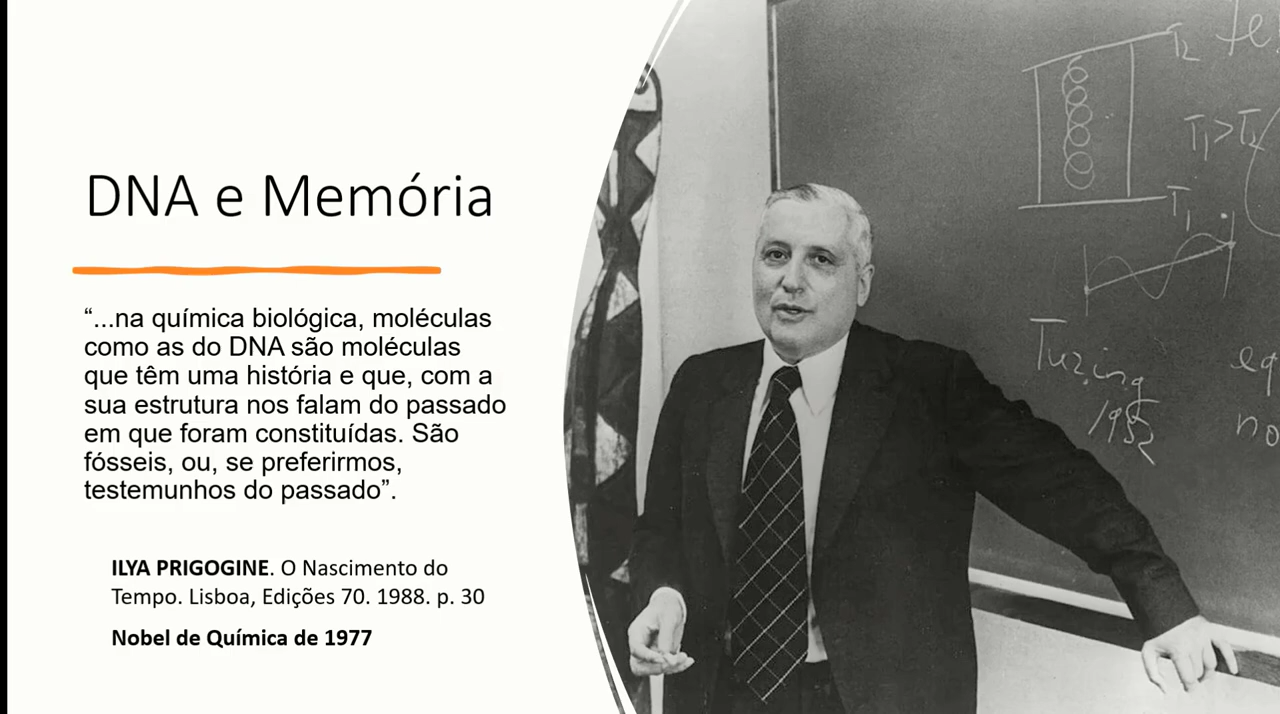 DNA e Memória
“...na química biológica, moléculas
como as do DNA são moléculas
que têm uma história e que, com a
sua estrutura nos falam do passado
em que foram constituídas. São
fósseis, ou, se preferirmos,
testemunhos do passado”.
ILYA PRIGOGINE. O Nascimento do
Tempo. Lisboa, Edições 70. 1988. p. 30
Nobel de Química de 1977
T2
T1>T2
T1
Turing
1952
eq
no